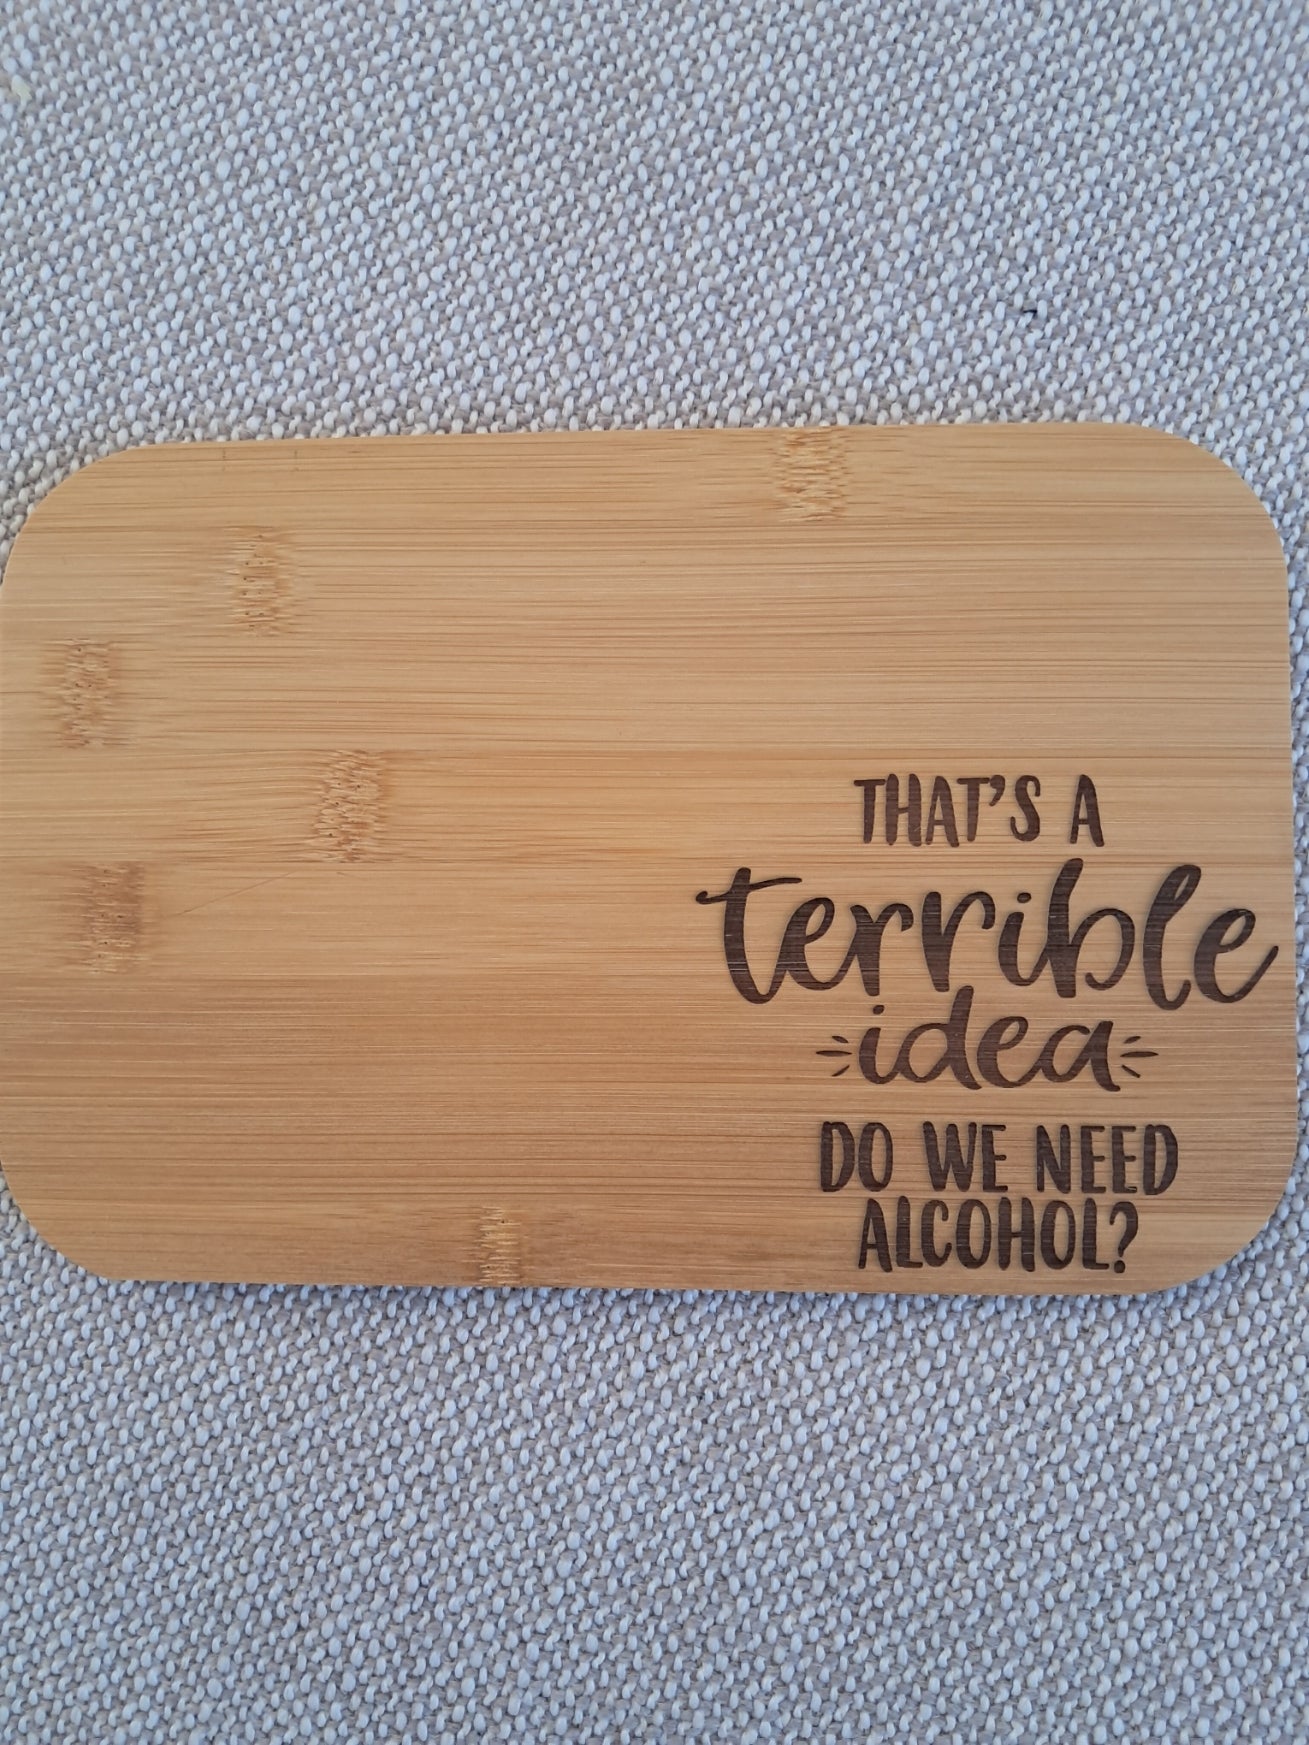 THAT'S A
terrible
idea
DO WE NEED
ALCOHOL?